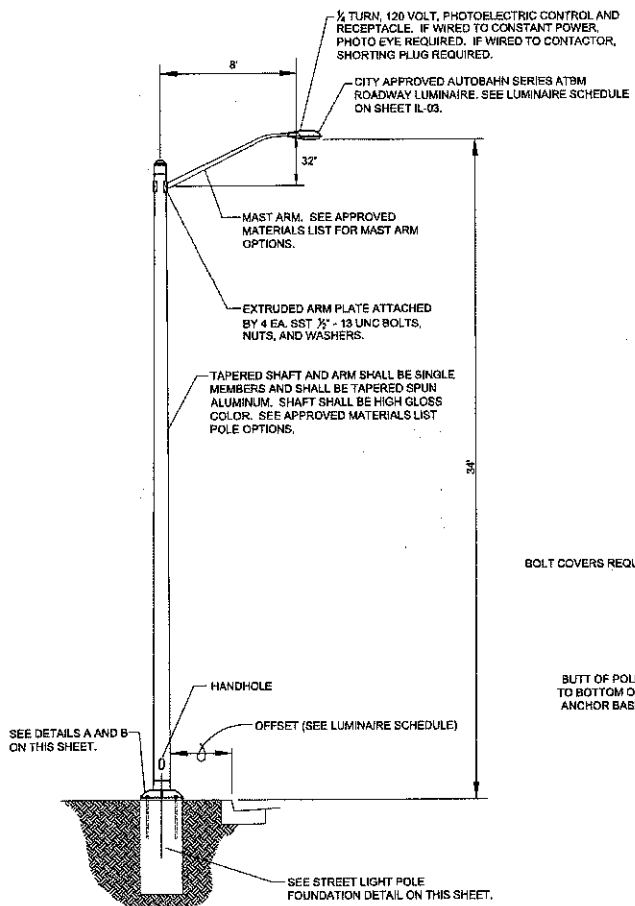 ¼ TURN, 120 VOLT, PHOTOELECTRIC CONTROL AND
RECEPTACLE. IF WIRED TO CONSTANT POWER,
PHOTO EYE REQUIRED. IF WIRED TO CONTACTOR,
SHORTING PLUG REQUIRED.
8'
CITY APPROVED AUTOBAHN SERIES ATBM
ROADWAY LUMINAIRE. SEE LUMINAIRE SCHEDULE
ON SHEET IL-03.
32"
MAST ARM. SEE APPROVED
MATERIALS LIST FOR MAST ARM
OPTIONS.
EXTRUDED ARM PLATE ATTACHED
BY 4 EA. SST ½" - 13 UNC BOLTS,
NUTS, AND WASHERS.
TAPERED SHAFT AND ARM SHALL BE SINGLE
MEMBERS AND SHALL BE TAPERED SPUN
ALUMINUM. SHAFT SHALL BE HIGH GLOSS
COLOR. SEE APPROVED MATERIALS LIST
POLE OPTIONS.
34'
BOLT COVERS REQU
BUTT OF POL
TO BOTTOM O
ANCHOR BAS
HANDHOLE
OFFSET (SEE LUMINAIRE SCHEDULE)
SEE DETAILS A AND B
ON THIS SHEET.
SEE STREET LIGHT POLE
FOUNDATION DETAIL ON THIS SHEET.